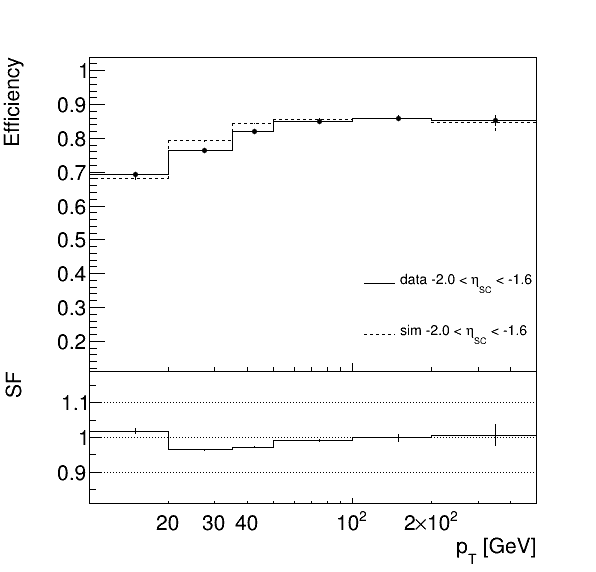 Efficiency
1
0.9
0.8
0.7
0.6
0.5
0.4
0.3
0.2
data -2.0 < η_SC < -1.6
sim -2.0 < η_SC < -1.6
SF
1.1
1
0.9
20 30 40 10² 2×10²
p_T [GeV]